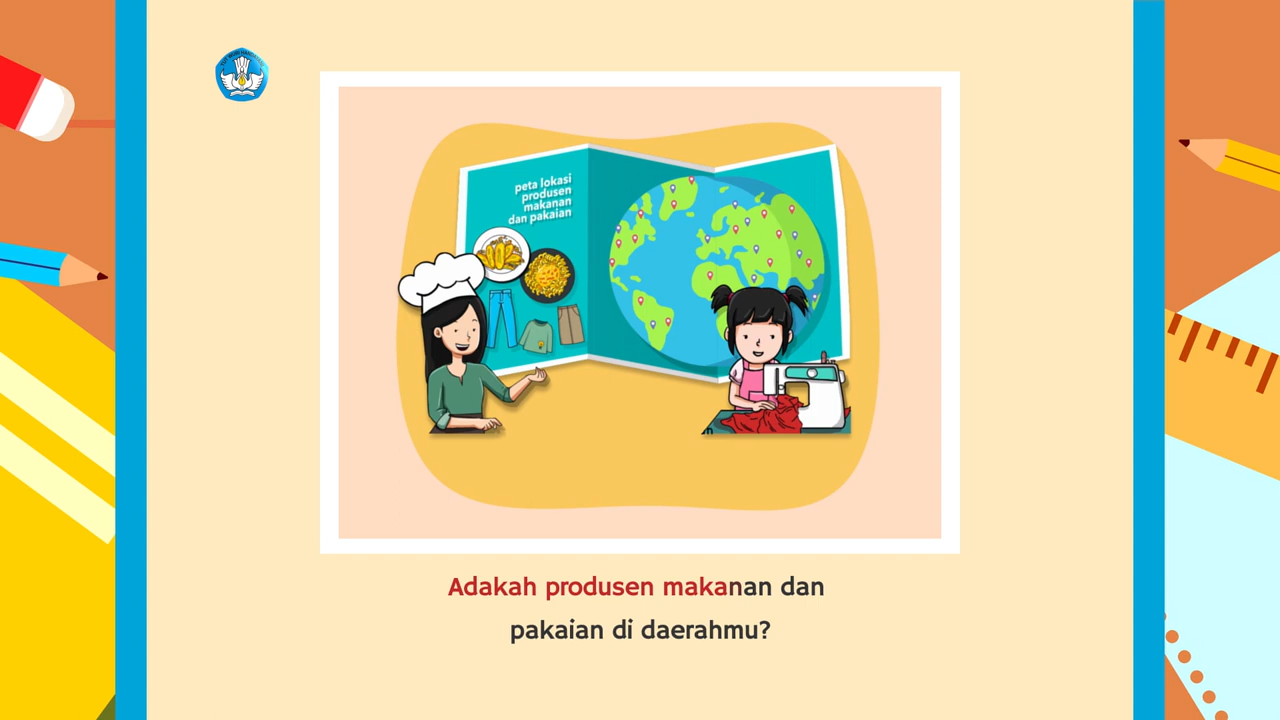 peta lokasi
produsen
makanan
dan pakaian
Adakah produsen makanan dan
pakaian di daerahmu?